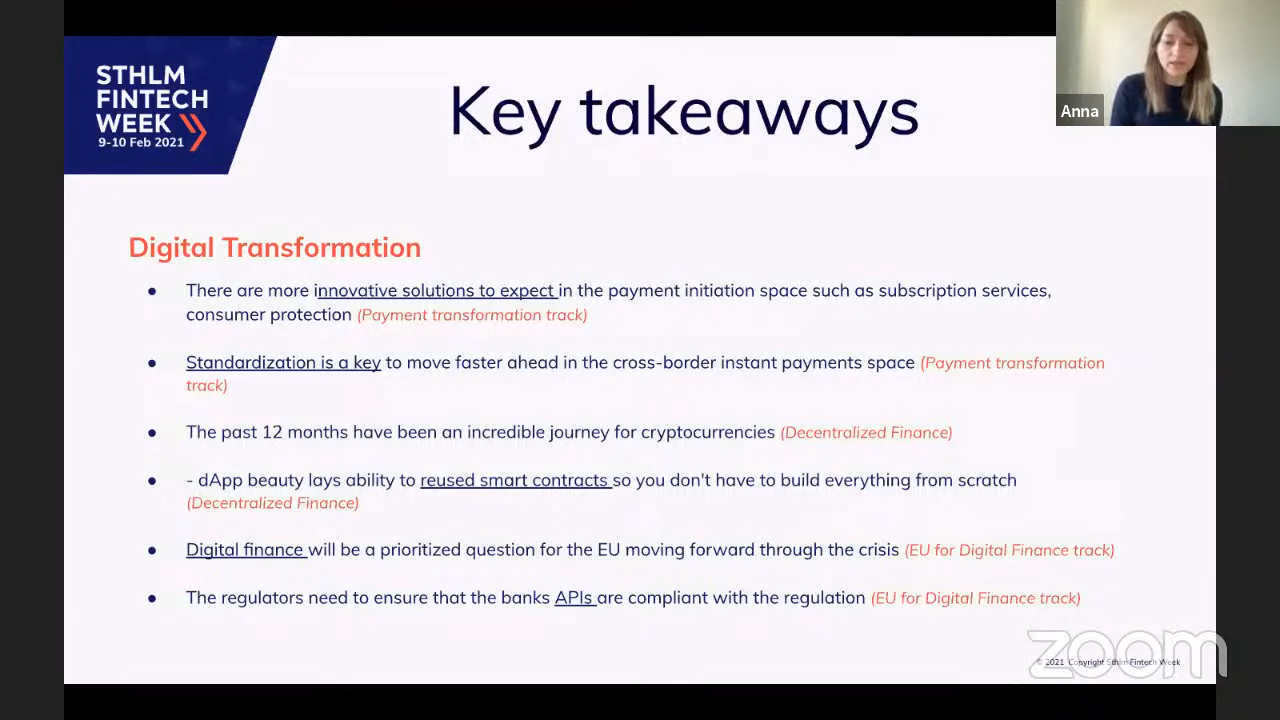 STHLM
FINTECH
WEEK
9-10 Feb 2021
Key takeaways
Anna
Digital Transformation
● There are more innovative solutions to expect in the payment initiation space such as subscription services,
consumer protection (Payment transformation track)
● Standardization is a key to move faster ahead in the cross-border instant payments space (Payment transformation
track)
● The past 12 months have been an incredible journey for cryptocurrencies (Decentralized Finance)
● - dApp beauty lays ability to reused smart contracts so you don't have to build everything from scratch
(Decentralized Finance)
● Digital finance will be a prioritized question for the EU moving forward through the crisis (EU for Digital Finance track)
● The regulators need to ensure that the banks APIs are compliant with the regulation (EU for Digital Finance track)
zoom
© 2021 Copyright Sthlm Fintech Week